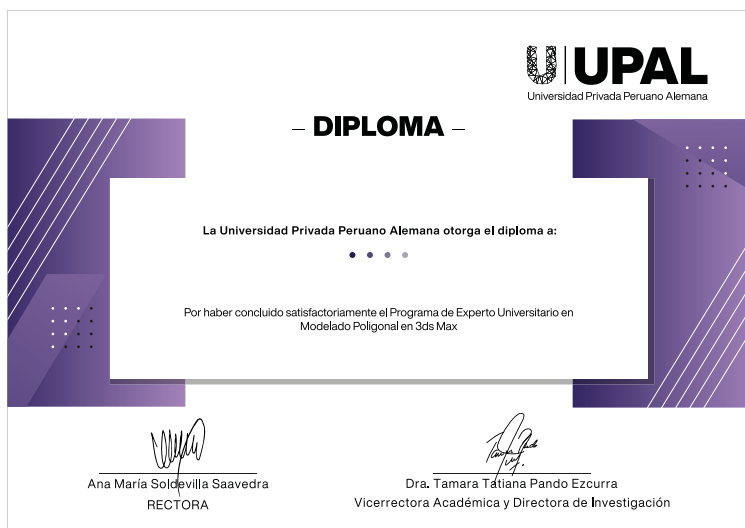 UPAL
Universidad Privada Peruano Alemana
– DIPLOMA –
La Universidad Privada Peruano Alemana otorga el diploma a:
Por haber concluido satisfactoriamente el Programa de Experto Universitario en
Modelado Poligonal en 3ds Max
Ana María Soldevilla Saavedra
RECTORA
Dra. Tamara Tatiana Pando Ezcurra
Vicerrectora Académica y Directora de Investigación